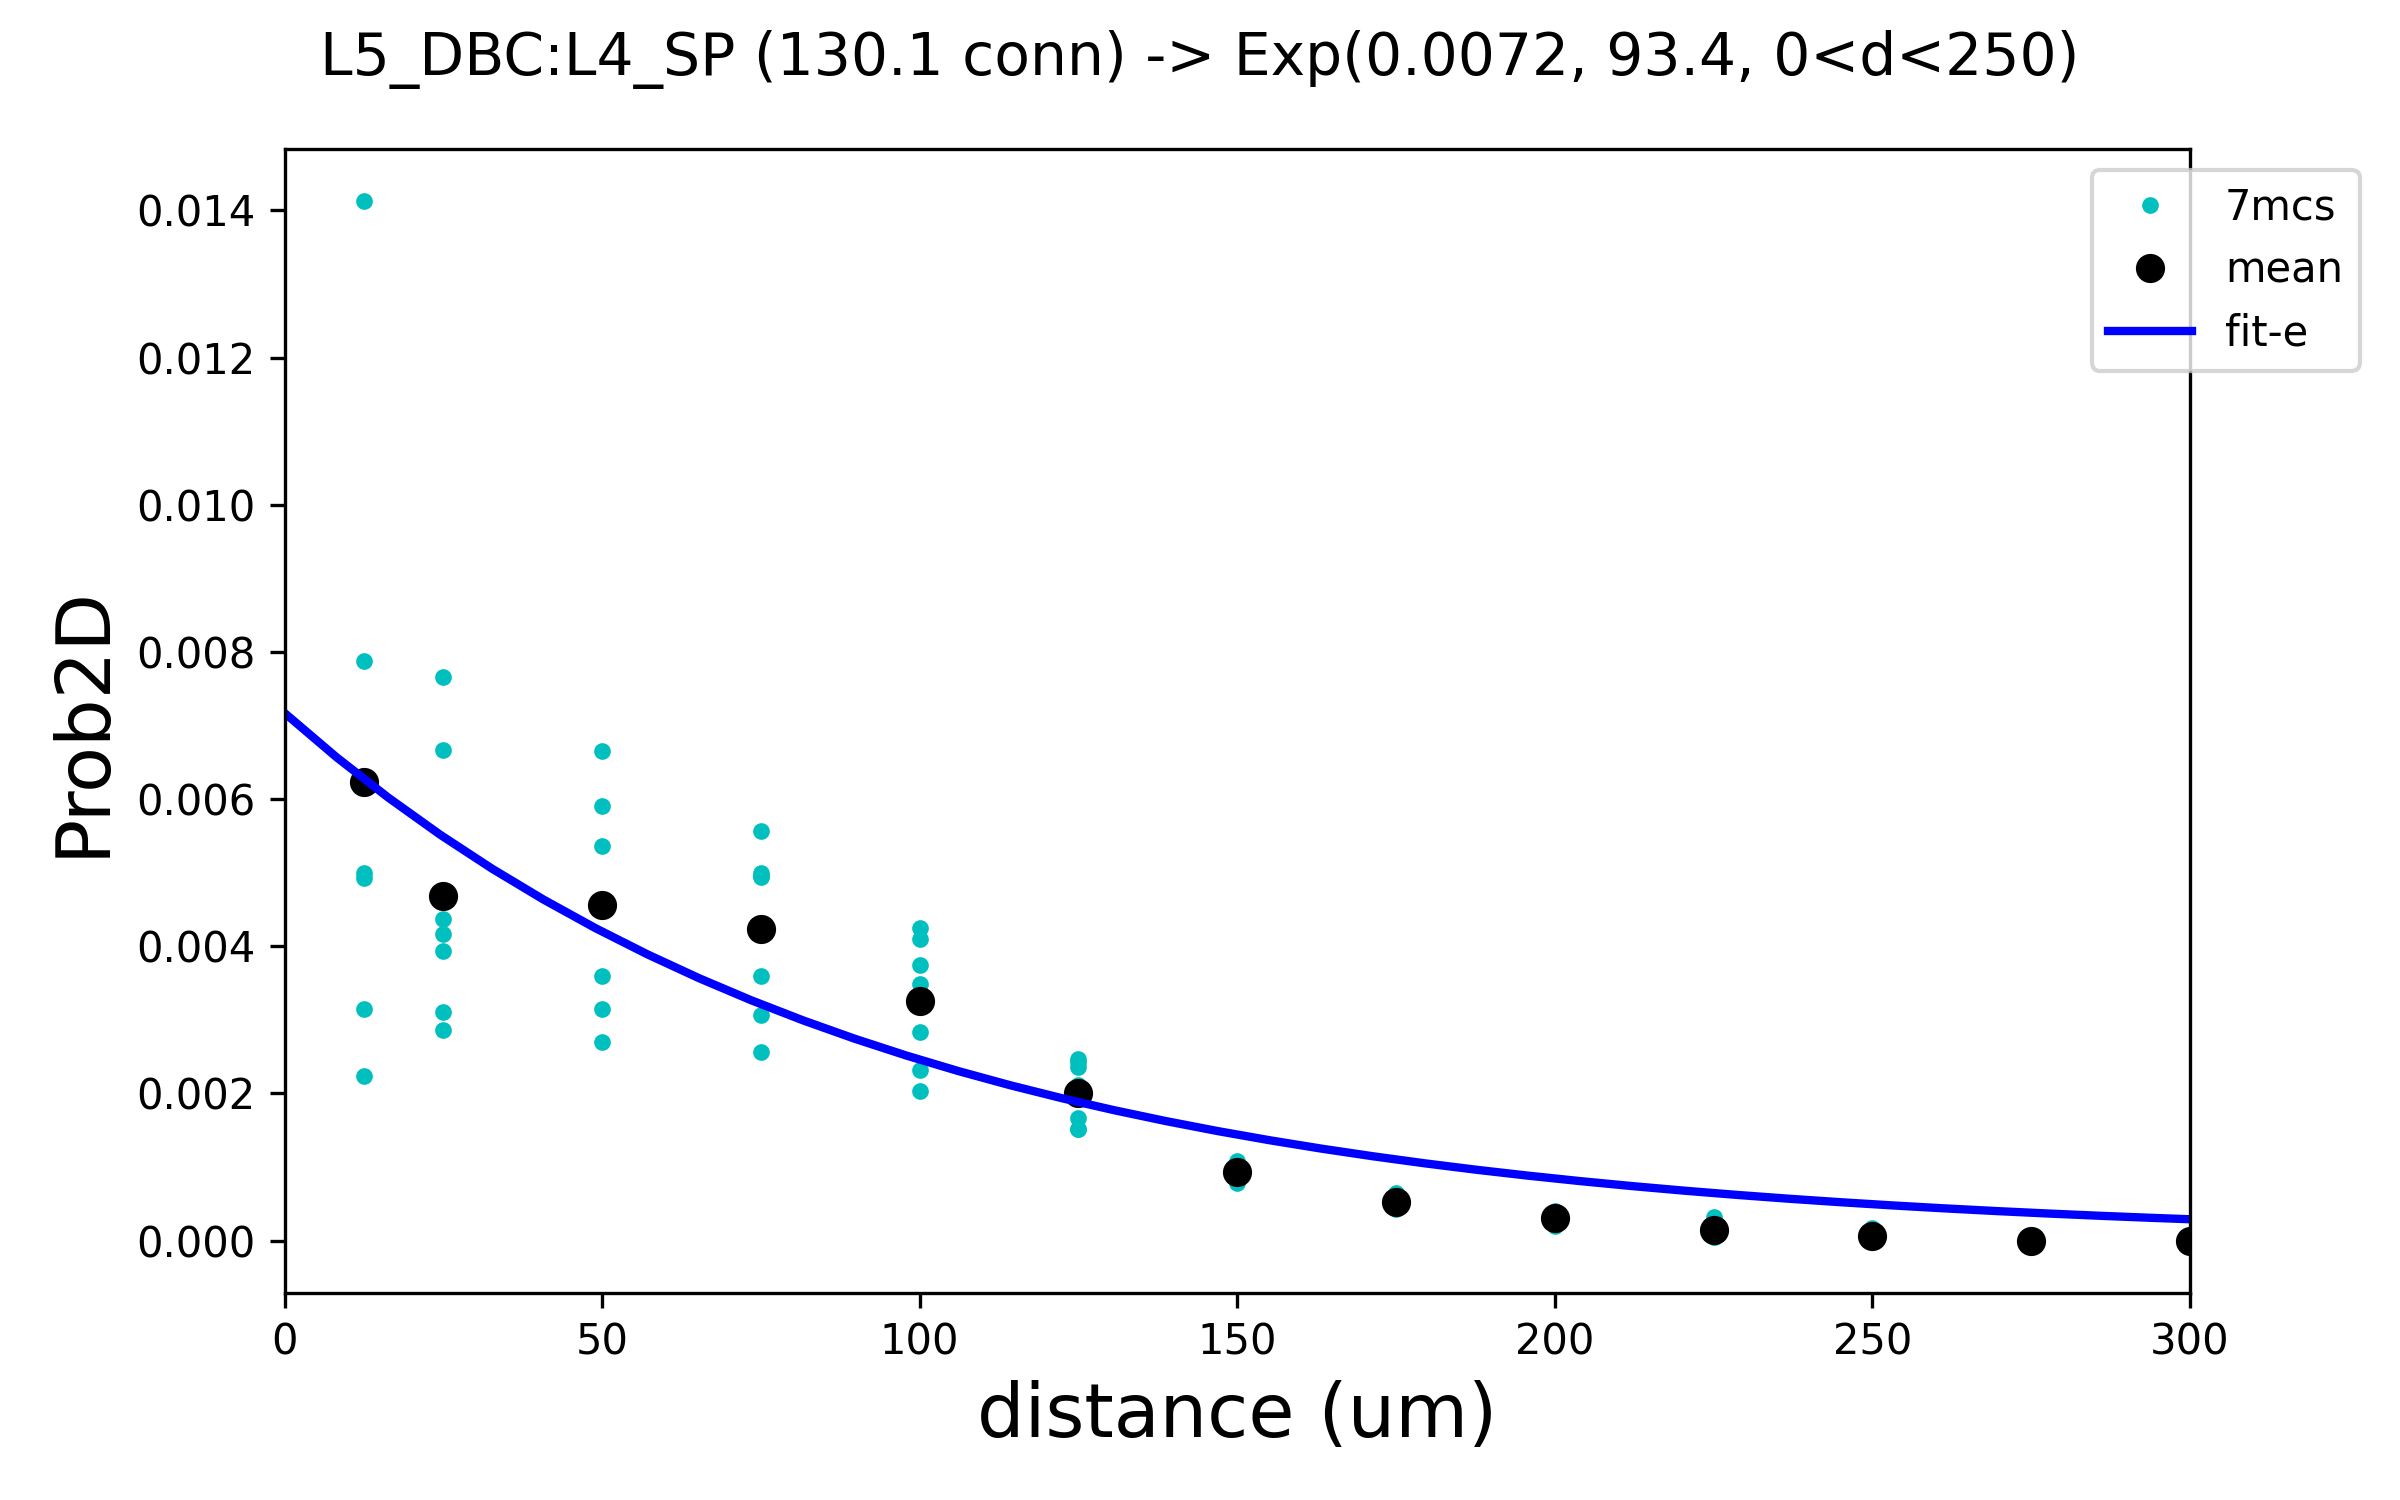 L5_DBC:L4_SP (130.1 conn) -> Exp(0.0072, 93.4, 0<d<250)
7mcs
mean
fit-e
Prob2D
0.014
0.012
0.010
0.008
0.006
0.004
0.002
0.000
0 50 100 150 200 250 300
distance (um)